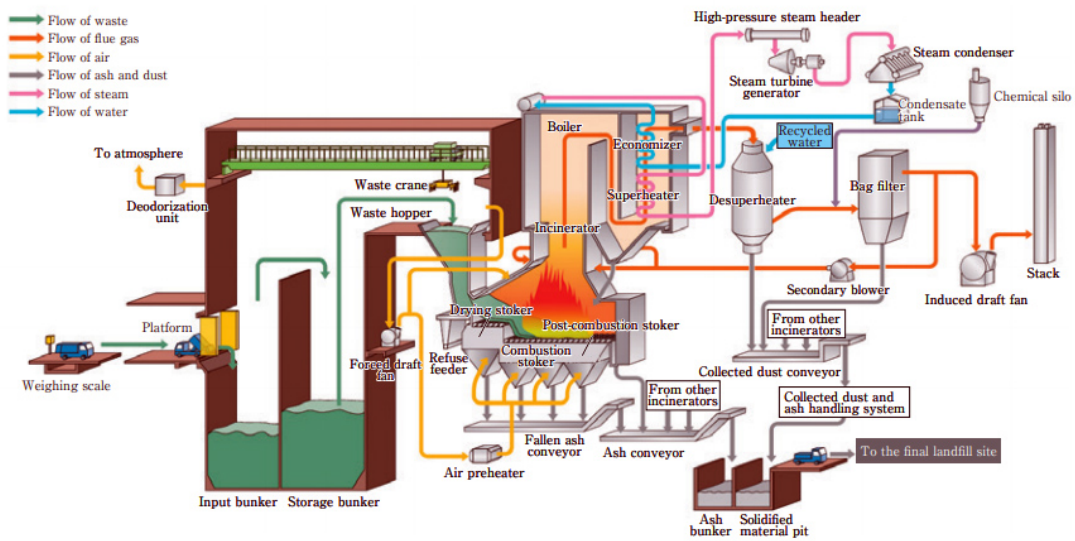 Flow of waste
Flow of flue gas
Flow of air
Flow of ash and dust
Flow of steam
Flow of water
High-pressure steam header
Steam turbine
generator
Steam condenser
Condensate
tank
Chemical silo
Recycled
water
Boiler
Economizer
Superheater
Desuperheater
Bag filter
To atmosphere
Deodorization
unit
Waste crane
Waste hopper
Incinerator
Secondary blower
Induced draft fan
Stack
Drying stoker
Post-combustion stoker
Combustion
stoker
Platform
Weighing scale
Forced draft
fan
Refuse
feeder
From other
incinerators
Collected dust conveyor
From other
incinerators
Collected dust and
ash handling system
Fallen ash
conveyor
Ash conveyor
Air preheater
To the final landfill site
Input bunker
Storage bunker
Ash
bunker
Solidified
material pit